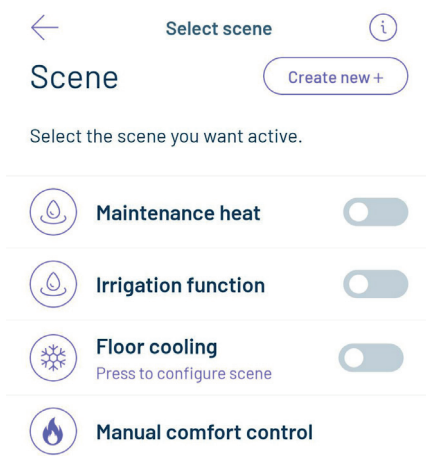 Select scene
Scene
Create new +
Select the scene you want active.
Maintenance heat
Irrigation function
Floor cooling
Press to configure scene
Manual comfort control